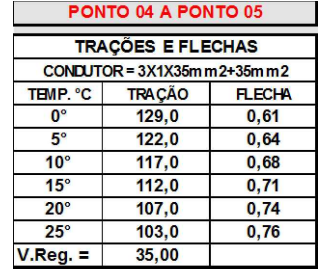 PONTO 04 A PONTO 05
TRAÇÕES E FLECHAS
CONDUTOR = 3X1X35mm2+35mm2
TEMP. °C TRAÇÃO FLECHA
0° 129,0 0,61
5° 122,0 0,64
10° 117,0 0,68
15° 112,0 0,71
20° 107,0 0,74
25° 103,0 0,76
V.Reg. = 35,00